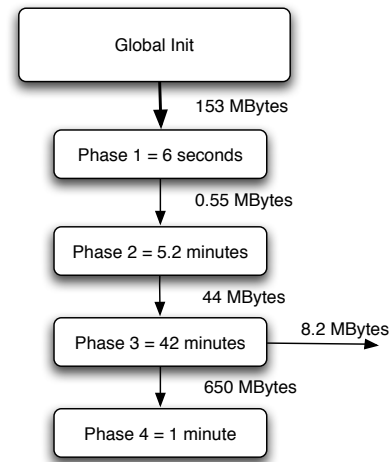 Global Init
153 MBytes
Phase 1 = 6 seconds
0.55 MBytes
Phase 2 = 5.2 minutes
44 MBytes
8.2 MBytes
Phase 3 = 42 minutes
650 MBytes
Phase 4 = 1 minute